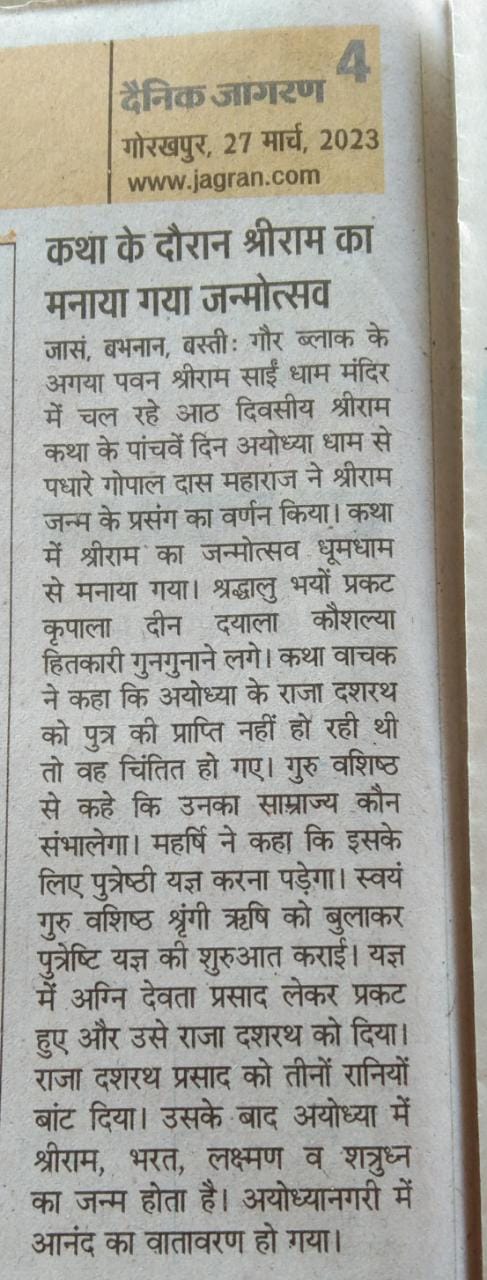 4
दैनिक जागरण
गोरखपुर, 27 मार्च, 2023
www.jagran.com
कथा के दौरान श्रीराम का
मनाया गया जन्मोत्सव
जासं, बभनान, बस्ती: गौर ब्लाक के
अगया पवन श्रीराम साईं धाम मंदिर
में चल रहे आठ दिवसीय श्रीराम
कथा के पांचवें दिन अयोध्या धाम से
पधारे गोपाल दास महाराज ने श्रीराम
जन्म के प्रसंग का वर्णन किया। कथा
में श्रीराम का जन्मोत्सव धूमधाम
से मनाया गया। श्रद्धालु भयों प्रकट
कृपाला दीन दयाला कौशल्या
हितकारी गुनगुनाने लगे। कथा वाचक
ने कहा कि अयोध्या के राजा दशरथ
को पुत्र की प्राप्ति नहीं हो रही थी
तो वह चिंतित हो गए। गुरु वशिष्ठ
से कहे कि उनका साम्राज्य कौन
संभालेगा। महर्षि ने कहा कि इसके
लिए पुत्रेष्ठी यज्ञ करना पड़ेगा। स्वयं
गुरु वशिष्ठ श्रृंगी ऋषि को बुलाकर
पुत्रेष्टि यज्ञ की शुरुआत कराई। यज्ञ
में अग्नि देवता प्रसाद लेकर प्रकट
हुए और उसे राजा दशरथ को दिया।
राजा दशरथ प्रसाद को तीनों रानियों
बांट दिया। उसके बाद अयोध्या में
श्रीराम, भरत, लक्ष्मण व शत्रुध्न
का जन्म होता है। अयोध्यानगरी में
आनंद का वातावरण हो गया।